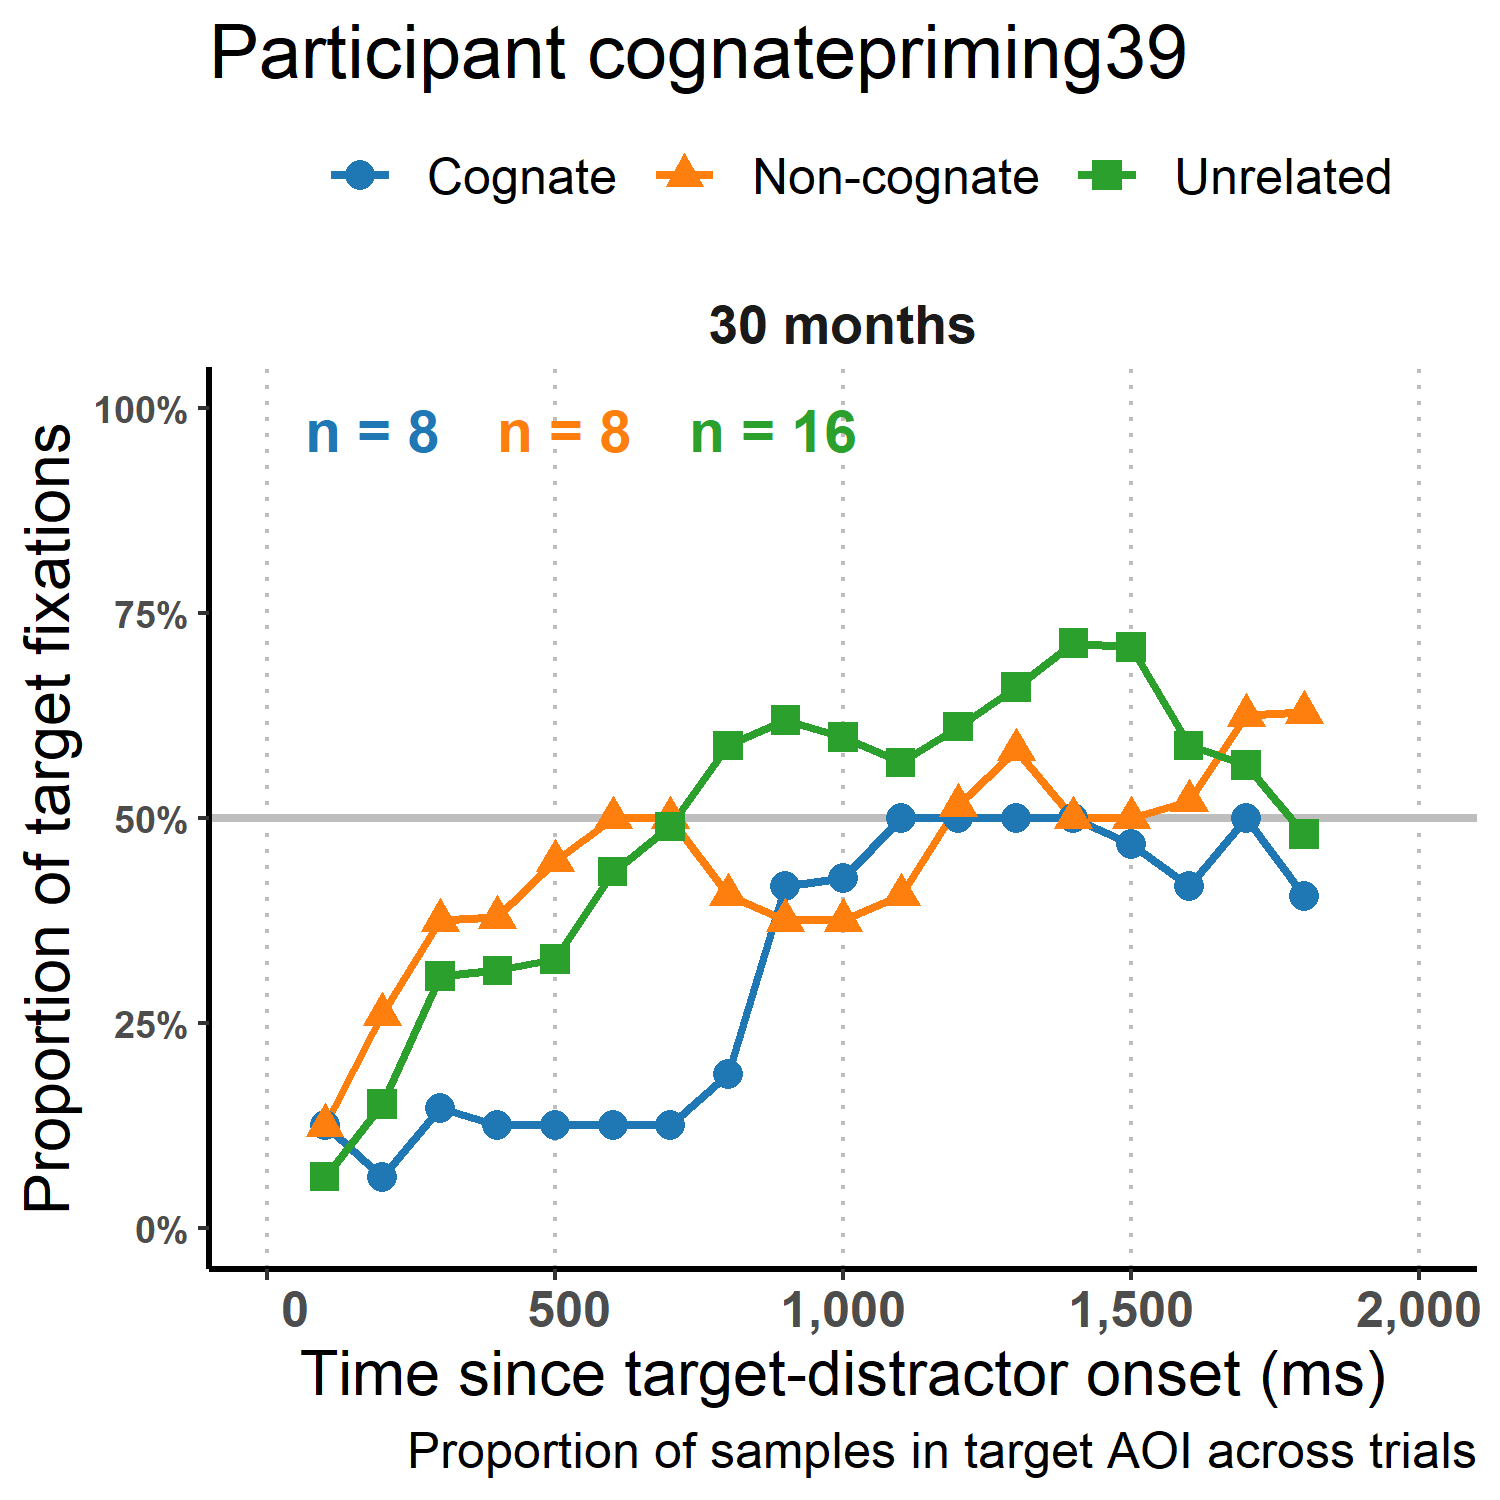 Participant cognatepriming39
Cognate Non-cognate Unrelated
30 months
100%
n = 8 n = 8 n = 16
75%
50%
25%
0%
Proportion of target fixations
0 500 1,000 1,500 2,000
Time since target-distractor onset (ms)
Proportion of samples in target AOI across trials